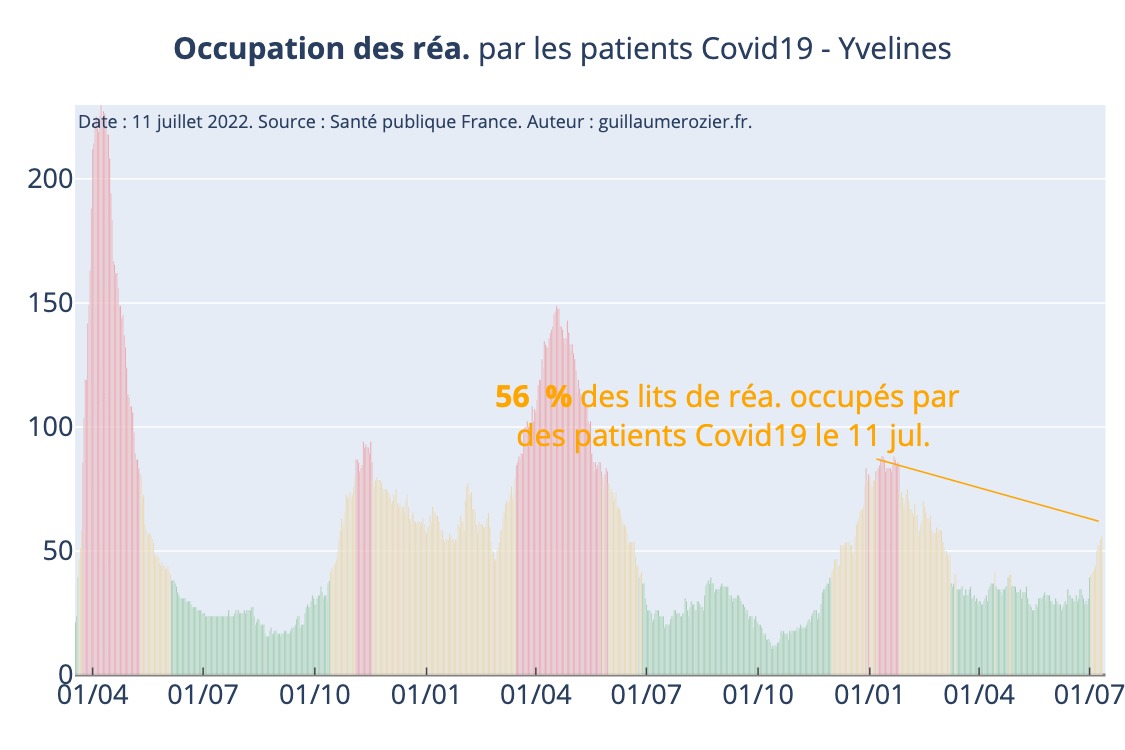 Occupation des réa. par les patients Covid19 - Yvelines
Date : 11 juillet 2022. Source : Santé publique France. Auteur : guillaumerozier.fr.
200
150
56 % des lits de réa. occupés par
des patients Covid19 le 11 jul.
100
50
0
01/04 01/07 01/10 01/01 01/04 01/07 01/10 01/01 01/04 01/07